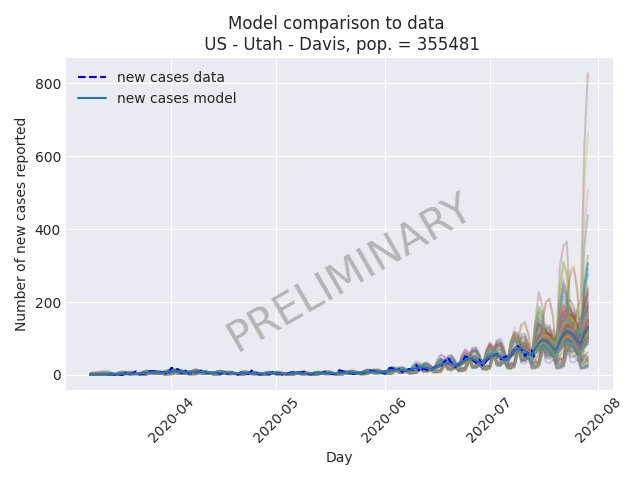 Model comparison to data
US - Utah - Davis, pop. = 355481
new cases data
new cases model
Number of new cases reported
800
600
400
200
0
PRELIMINARY
2020-04
2020-05
2020-06
2020-07
2020-08
Day